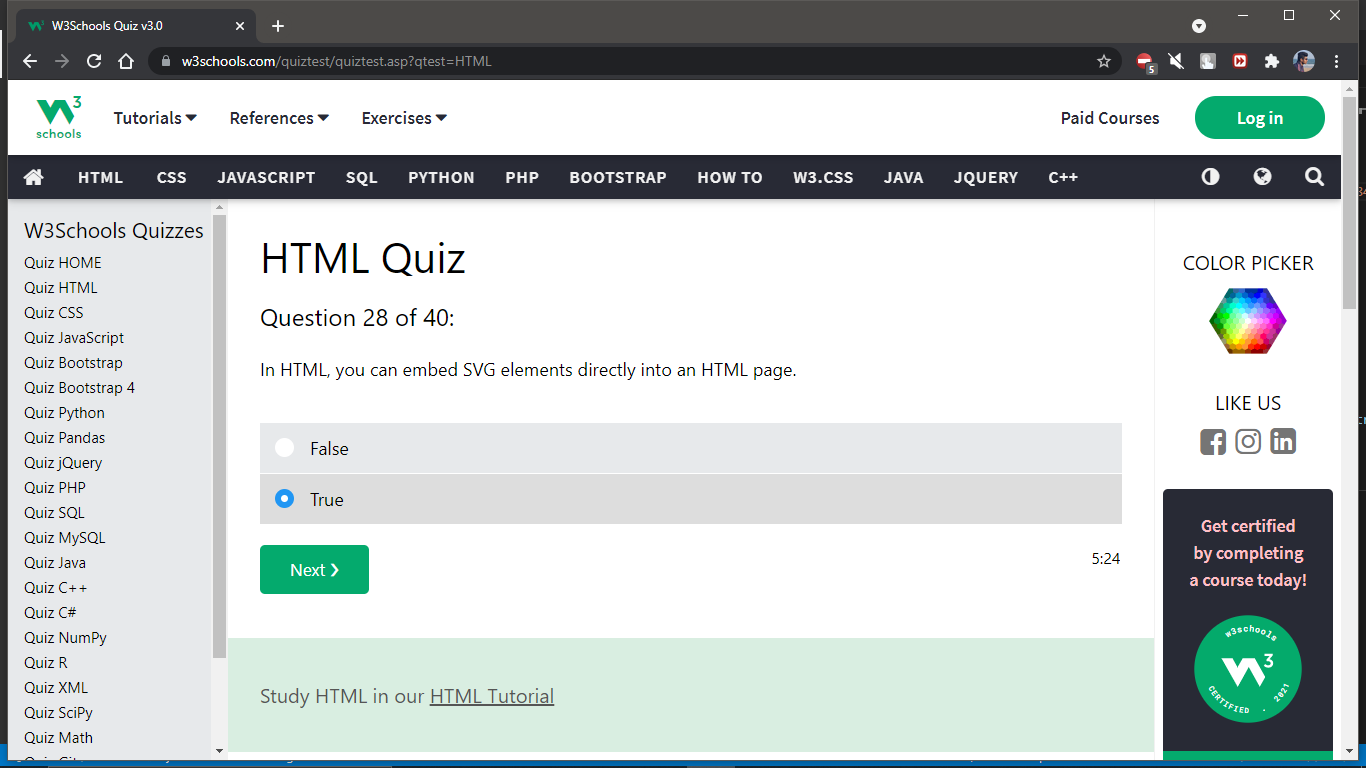 W3Schools Quiz v3.0
w3schools.com/quiztest/quiztest.asp?qtest=HTML
5
3
schools
Tutorials
References
Exercises
Paid Courses
Log in
HTML CSS JAVASCRIPT SQL PYTHON PHP BOOTSTRAP HOW TO W3.CSS JAVA JQUERY C++
W3Schools Quizzes
Quiz HOME
Quiz HTML
Quiz CSS
Quiz JavaScript
Quiz Bootstrap
Quiz Bootstrap 4
Quiz Python
Quiz Pandas
Quiz jQuery
Quiz PHP
Quiz SQL
Quiz MySQL
Quiz Java
Quiz C++
Quiz C#
Quiz NumPy
Quiz R
Quiz XML
Quiz SciPy
Quiz Math
HTML Quiz
Question 28 of 40:
In HTML, you can embed SVG elements directly into an HTML page.
False
True
Next ❯
5:24
Study HTML in our HTML Tutorial
COLOR PICKER
LIKE US
Get certified
by completing
a course today!
w3schools
3
CERTIFIED . 2021